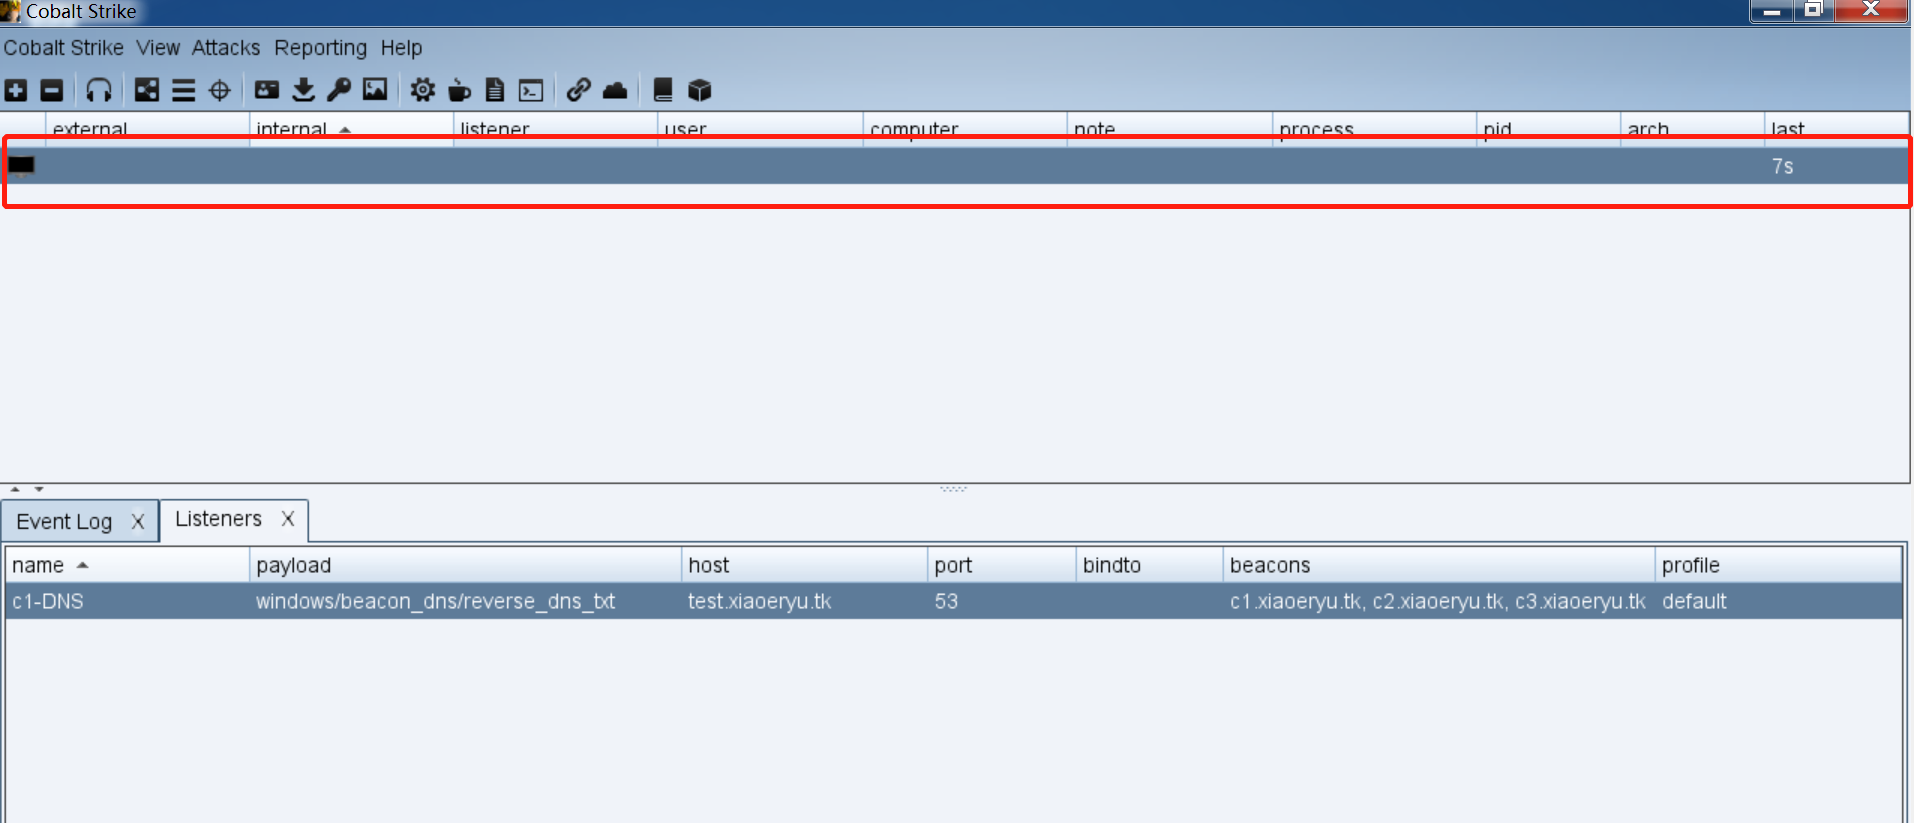 Cobalt Strike
Cobalt Strike View Attacks Reporting Help
external internal listener user computer note process pid arch last
7s
Event Log X Listeners X
name payload host port bindto beacons profile
c1-DNS windows/beacon_dns/reverse_dns_txt test.xiaoeryu.tk 53 c1.xiaoeryu.tk, c2.xiaoeryu.tk, c3.xiaoeryu.tk default